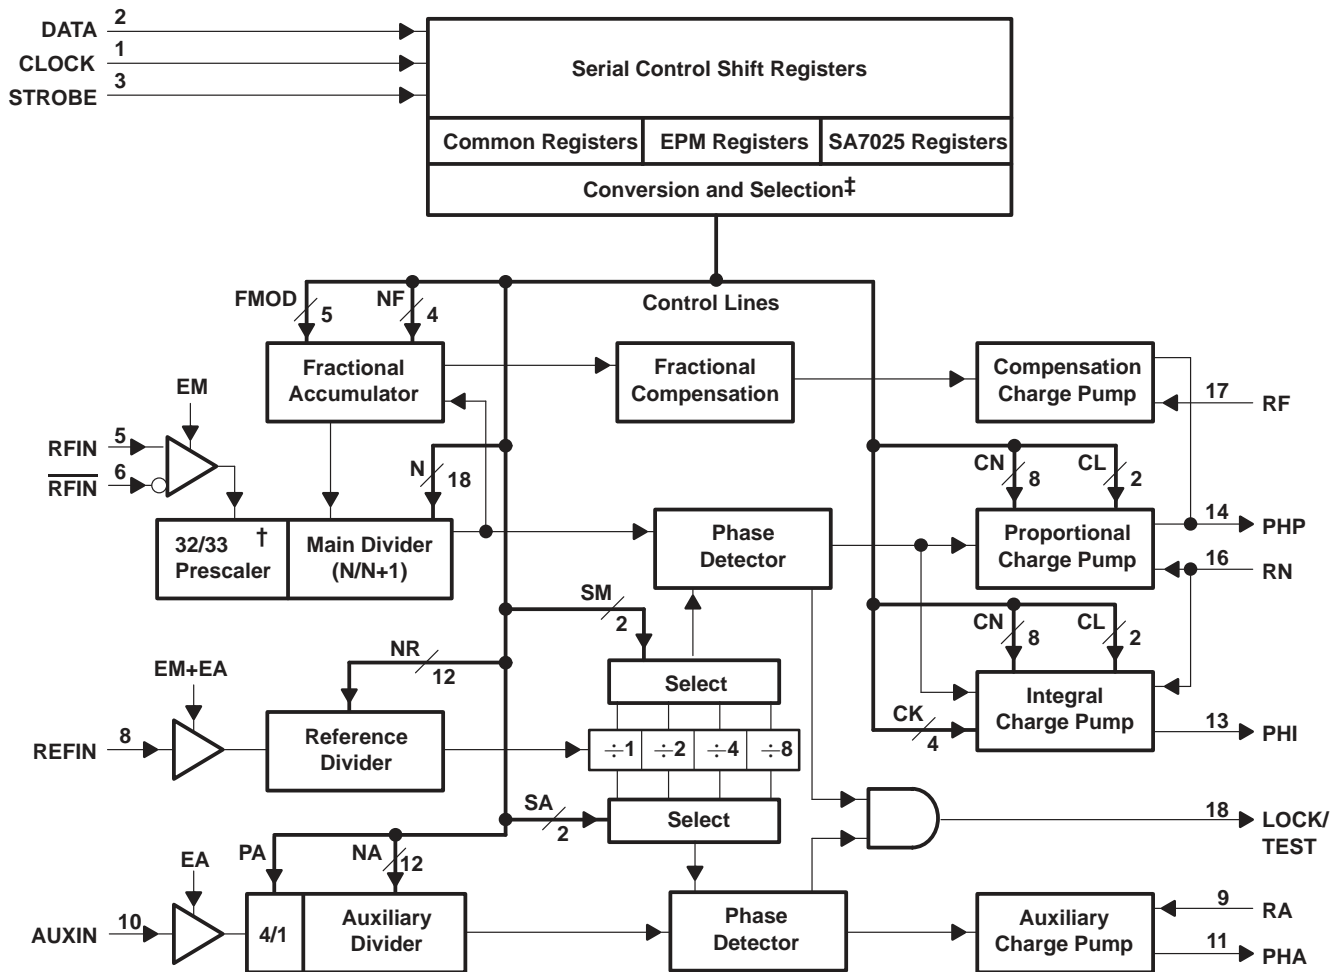 DATA 2
CLOCK 1
STROBE 3
Serial Control Shift Registers
Common Registers
EPM Registers
SA7025 Registers
Conversion and Selection‡
Control Lines
FMOD 5
NF 4
Fractional
Accumulator
Fractional
Compensation
Compensation
Charge Pump
17 RF
EM
RFIN 5
RFIN 6
N 18
CN 8
CL 2
32/33 †
Prescaler
Main Divider
(N/N+1)
Phase
Detector
Proportional
Charge Pump
14 PHP
16 RN
SM 2
CN 8
CL 2
NR 12
EM+EA
Select
Integral
Charge Pump
CK 4
13 PHI
REFIN 8
Reference
Divider
÷1
÷2
÷4
÷8
SA 2
Select
18 LOCK/
TEST
EA
PA
NA 12
AUXIN 10
4/1
Auxiliary
Divider
Phase
Detector
Auxiliary
Charge Pump
9 RA
11 PHA